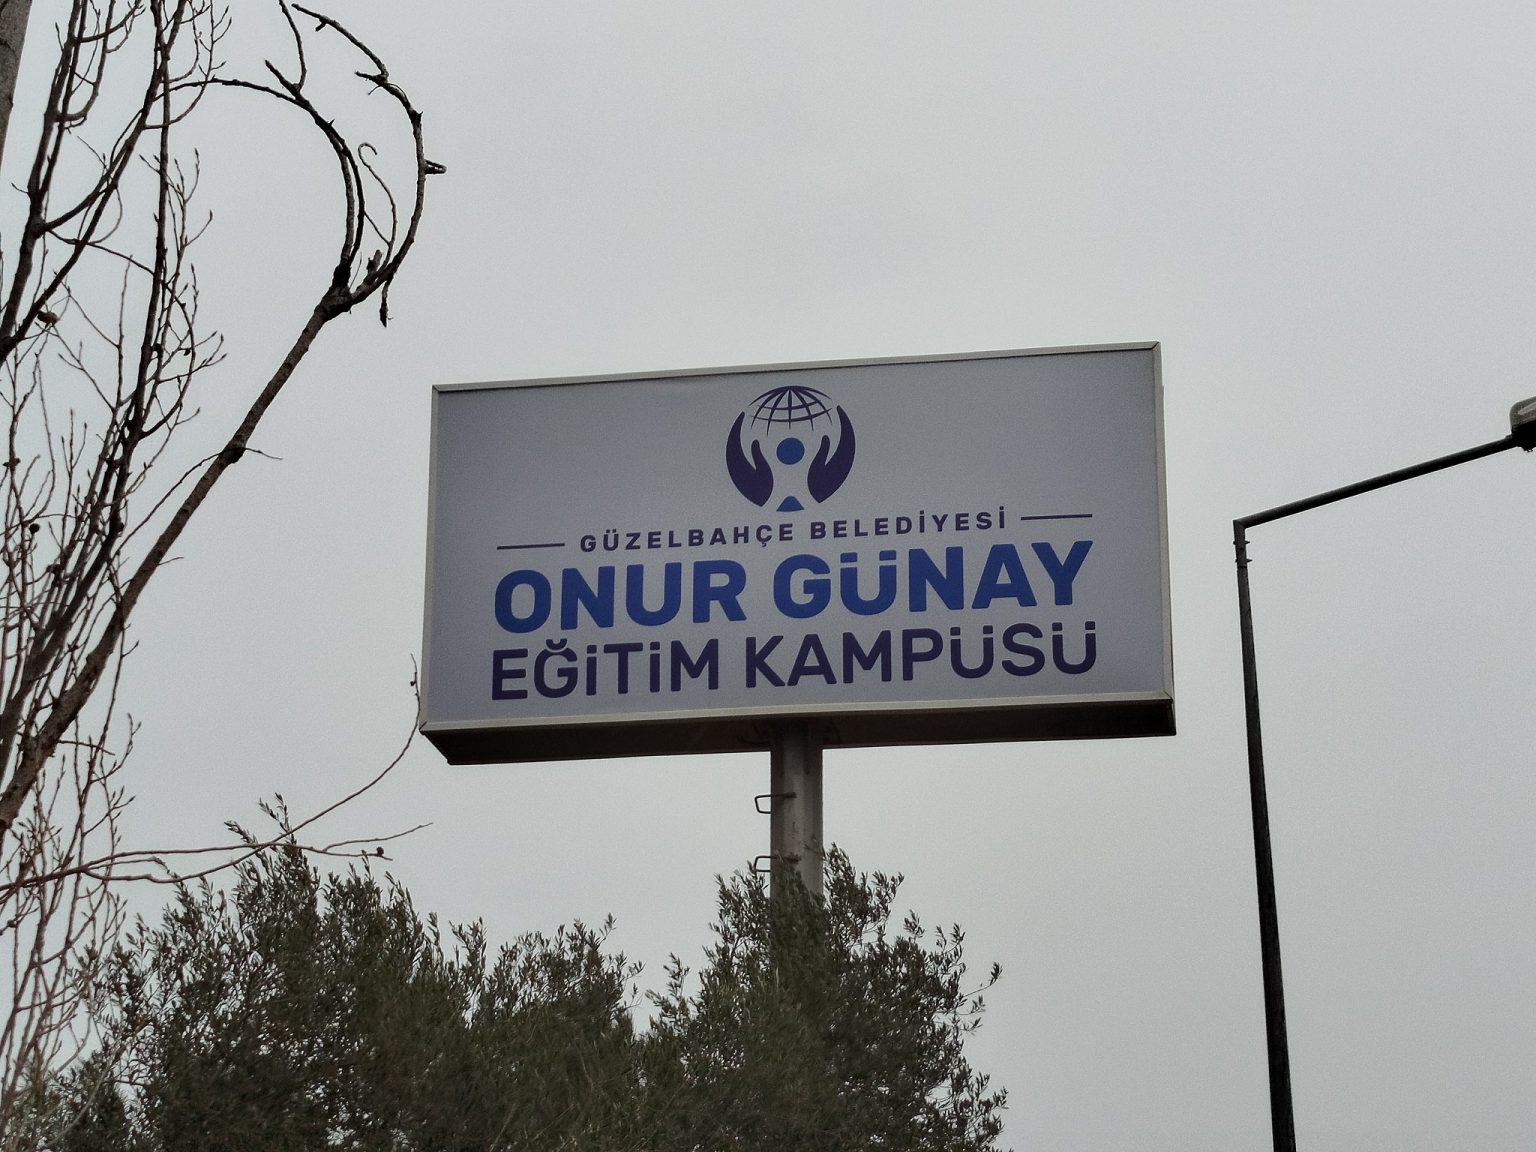 GÜZELBAHÇE BELEDİYESİ
ONUR GÜNAY
EĞİTİM KAMPÜSÜ